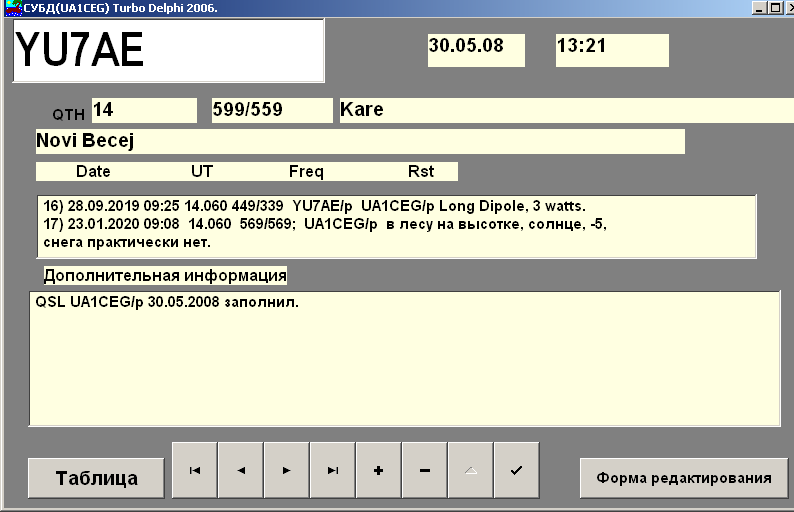 СУБД(UA1CEG) Turbo Delphi 2006.
YU7AE
30.05.08 13:21
QTH 14 599/559 Kare
Novi Becej
Date UT Freq Rst
16) 28.09.2019 09:25 14.060 449/339 YU7AE/p UA1CEG/p Long Dipole, 3 watts.
17) 23.01.2020 09:08 14.060 569/569; UA1CEG/p в лесу на высотке, солнце, -5,
снега практически нет.
Дополнительная информация
QSL UA1CEG/p 30.05.2008 заполнил.
Таблица
Форма редактирования